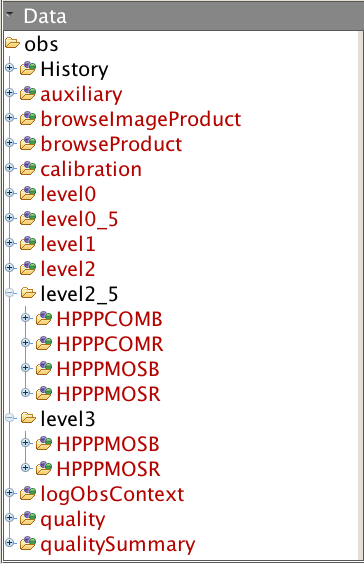 Data
obs
History
auxiliary
browseImageProduct
browseProduct
calibration
level0
level0_5
level1
level2
level2_5
HPPPCOMB
HPPPCOMR
HPPPMOSB
HPPPMOSR
level3
HPPPMOSB
HPPPMOSR
logObsContext
quality
qualitySummary